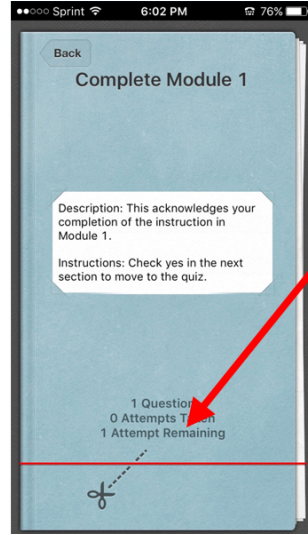 Sprint 6:02 PM 76%
Back
Complete Module 1
Description: This acknowledges your
completion of the instruction in
Module 1.
Instructions: Check yes in the next
section to move to the quiz.
1 Question
0 Attempts Taken
1 Attempt Remaining